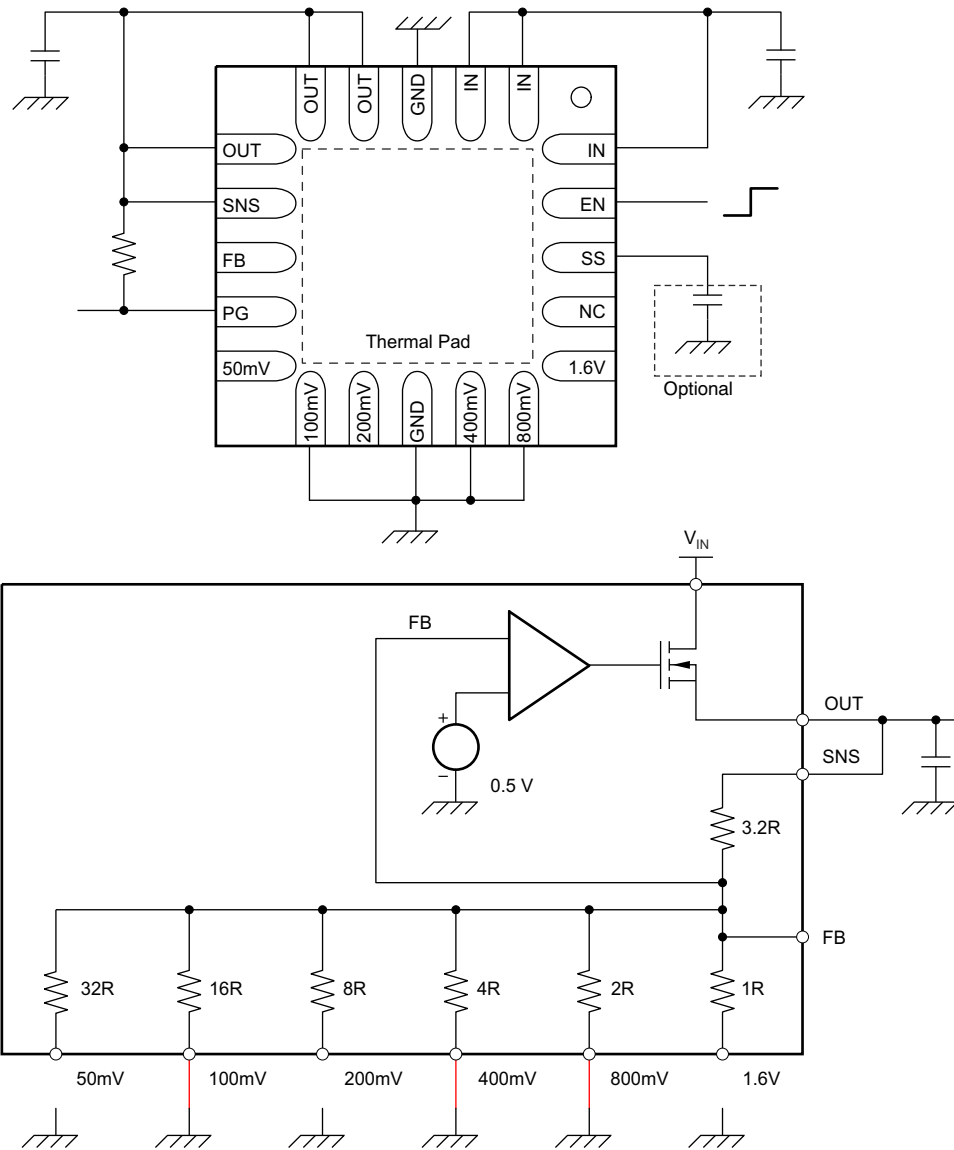 OUT
OUT
GND
IN
IN
OUT
IN
SNS
EN
FB
SS
PG
NC
Thermal Pad
50mV
1.6V
Optional
100mV
200mV
GND
400mV
800mV
VIN
FB
OUT
+
SNS
−
0.5 V
3.2R
FB
32R
16R
8R
4R
2R
1R
50mV
100mV
200mV
400mV
800mV
1.6V